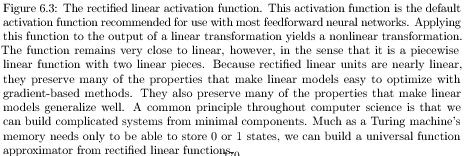 Figure 6.3: The rectified linear activation function. This activation function is the default
activation function recommended for use with most feedforward neural networks. Applying
this function to the output of a linear transformation yields a nonlinear transformation.
The function remains very close to linear, however, in the sense that it is a piecewise
linear function with two linear pieces. Because rectified linear units are nearly linear,
they preserve many of the properties that make linear models easy to optimize with
gradient-based methods. They also preserve many of the properties that make linear
models generalize well. A common principle throughout computer science is that we
can build complicated systems from minimal components. Much as a Turing machine's
memory needs only to be able to store 0 or 1 states, we can build a universal function
approximator from rectified linear functions.